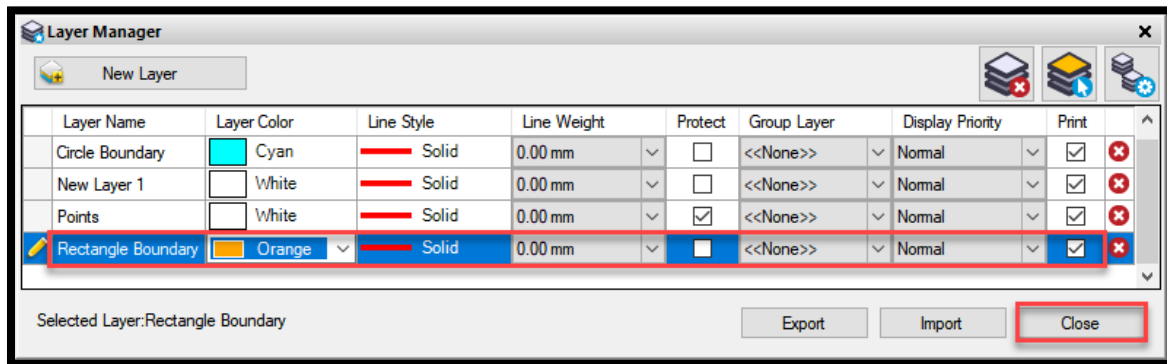 Layer Manager
New Layer
Layer Name Layer Color Line Style Line Weight Protect Group Layer Display Priority Print
Circle Boundary Cyan Solid 0.00 mm <<None>> Normal
New Layer 1 White Solid 0.00 mm <<None>> Normal
Points White Solid 0.00 mm <<None>> Normal
Rectangle Boundary Orange Solid 0.00 mm <<None>> Normal
Selected Layer:Rectangle Boundary Export Import Close